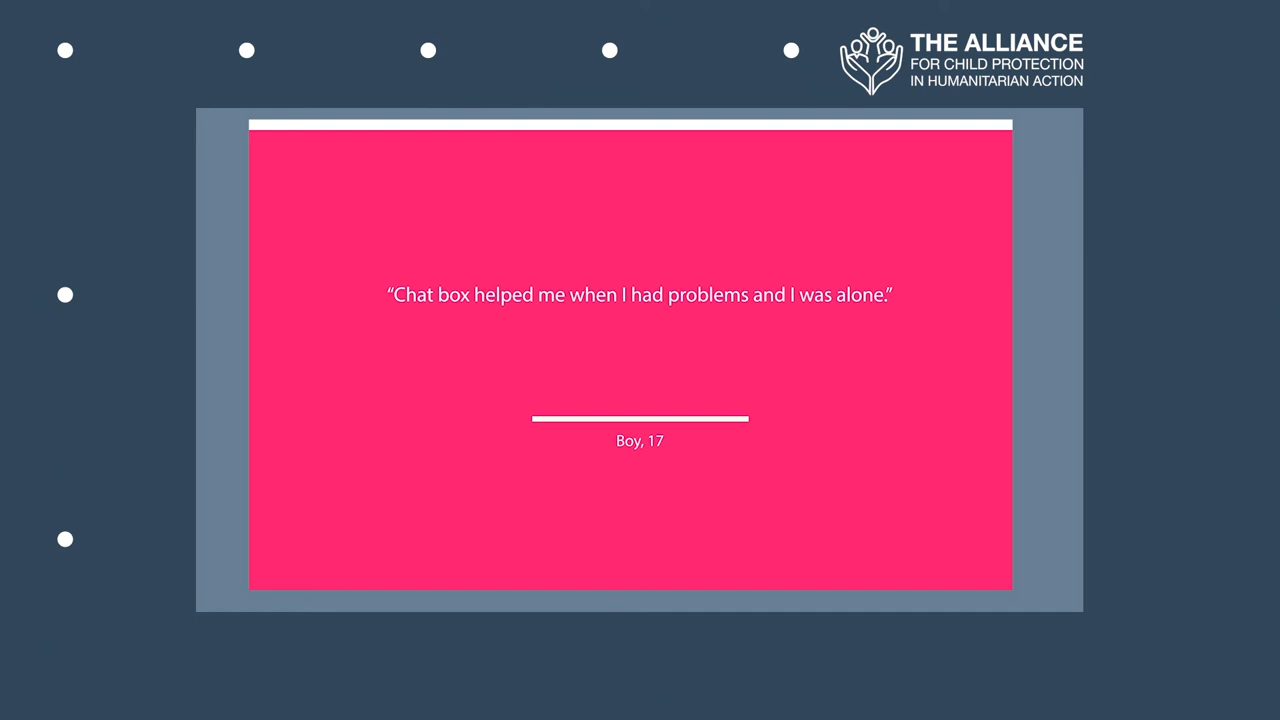 THE ALLIANCE
FOR CHILD PROTECTION
IN HUMANITARIAN ACTION
“Chat box helped me when I had problems and I was alone.”
Boy, 17